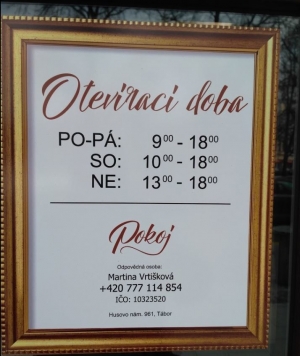 Otevírací doba
PO-PÁ: 9⁰⁰ - 18⁰⁰
SO: 10⁰⁰ - 18⁰⁰
NE: 13⁰⁰ - 18⁰⁰
Pokoj
Odpovědná osoba:
Martina Vrtišková
+420 777 114 854
IČO: 10323520
Husovo nám. 961, Tábor